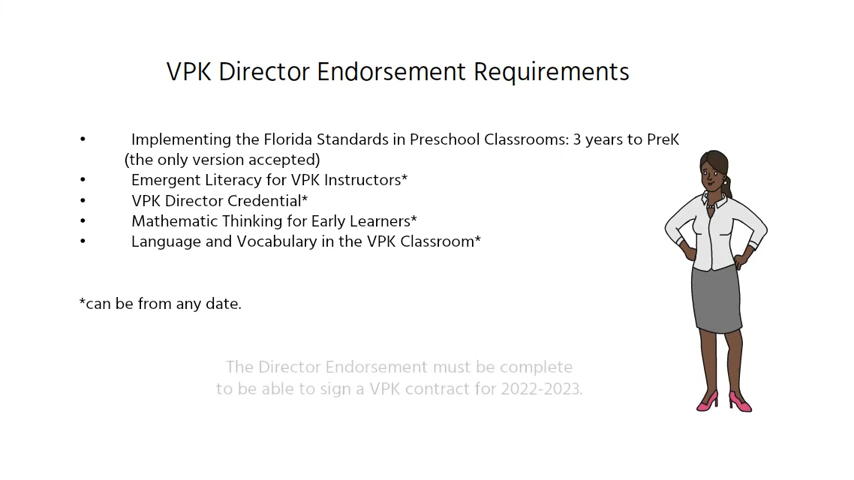 VPK Director Endorsement Requirements
• Implementing the Florida Standards in Preschool Classrooms: 3 years to PreK
(the only version accepted)
• Emergent Literacy for VPK Instructors*
• VPK Director Credential*
• Mathematic Thinking for Early Learners*
• Language and Vocabulary in the VPK Classroom*
*can be from any date.
The Director Endorsement must be complete
to be able to sign a VPK contract for 2022-2023.